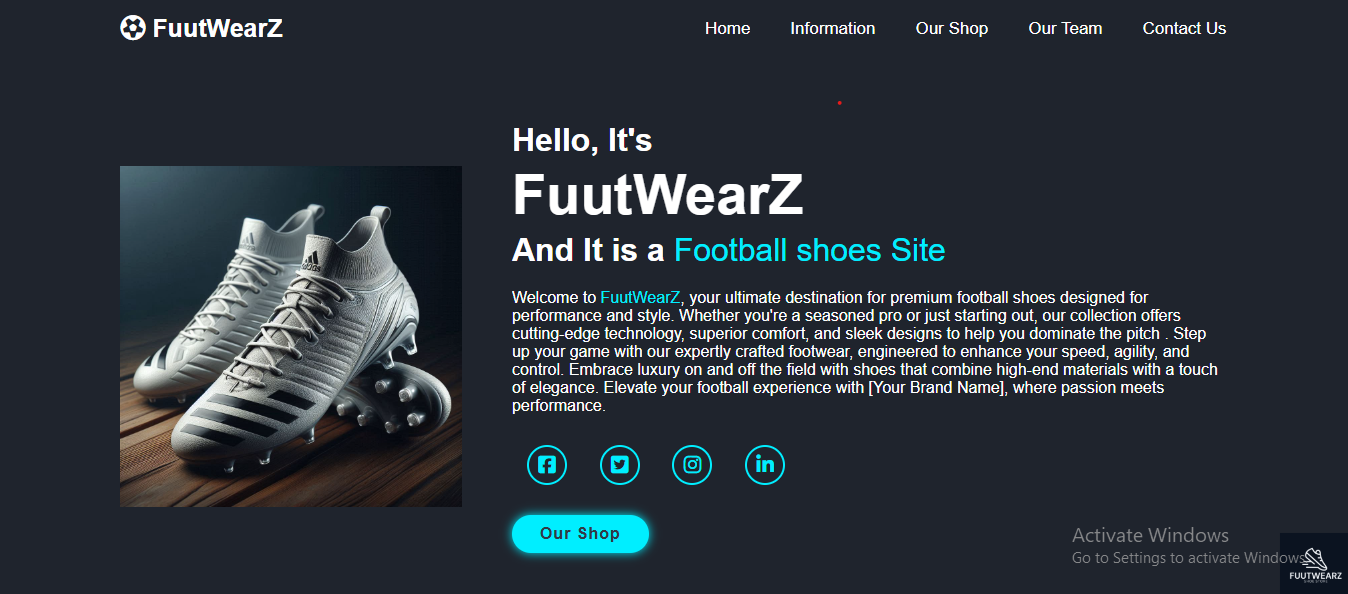 FuutWearZ
Home Information Our Shop Our Team Contact Us
Hello, It's
FuutWearZ
And It is a Football shoes Site
Welcome to FuutWearZ, your ultimate destination for premium football shoes designed for
performance and style. Whether you're a seasoned pro or just starting out, our collection offers
cutting-edge technology, superior comfort, and sleek designs to help you dominate the pitch . Step
up your game with our expertly crafted footwear, engineered to enhance your speed, agility, and
control. Embrace luxury on and off the field with shoes that combine high-end materials with a touch
of elegance. Elevate your football experience with [Your Brand Name], where passion meets
performance.
Our Shop
Activate Windows
Go to Settings to activate Windows.
FUUTWEARZ